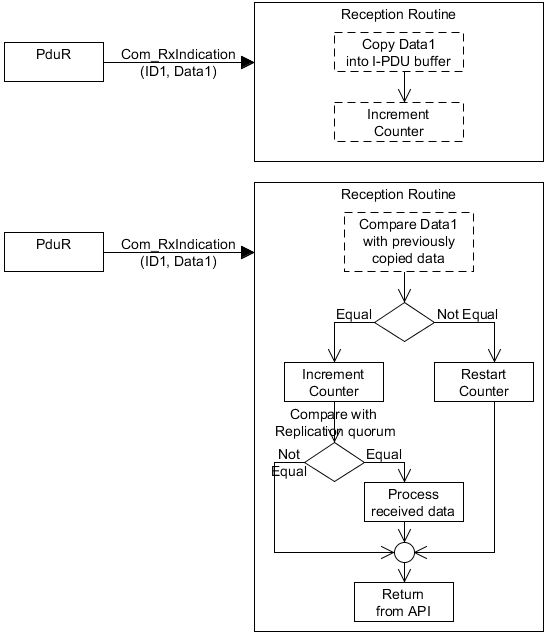 Reception Routine
PduR
Com_RxIndication
(ID1, Data1)
Copy Data1
into I-PDU buffer
Increment
Counter
Reception Routine
PduR
Com_RxIndication
(ID1, Data1)
Compare Data1
with previously
copied data
Equal
Not Equal
Increment
Counter
Restart
Counter
Compare with
Replication quorum
Not
Equal
Equal
Process
received data
Return
from API